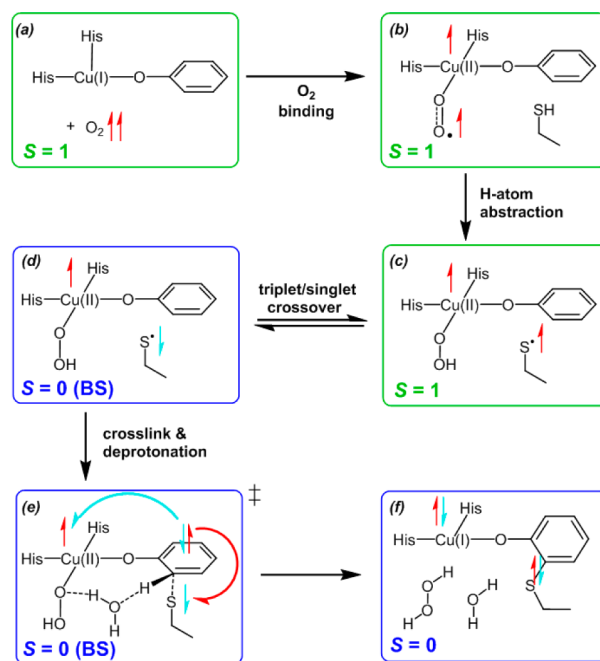 (a)
His
His
Cu(I)
O
+ O2
S = 1
O2
binding
(b)
His
His
Cu(II)
O
O
O
SH
S = 1
H-atom
abstraction
(d)
His
His
Cu(II)
O
O
OH
S
S = 0 (BS)
triplet/singlet
crossover
(c)
His
His
Cu(II)
O
O
OH
S
S = 1
crosslink &
deprotonation
(e)
‡
His
His
Cu(II)
O
O
HO
H
O
H
H
S
S = 0 (BS)
(f)
His
His
Cu(I)
O
H
O
O
H
H
O
H
S
S = 0